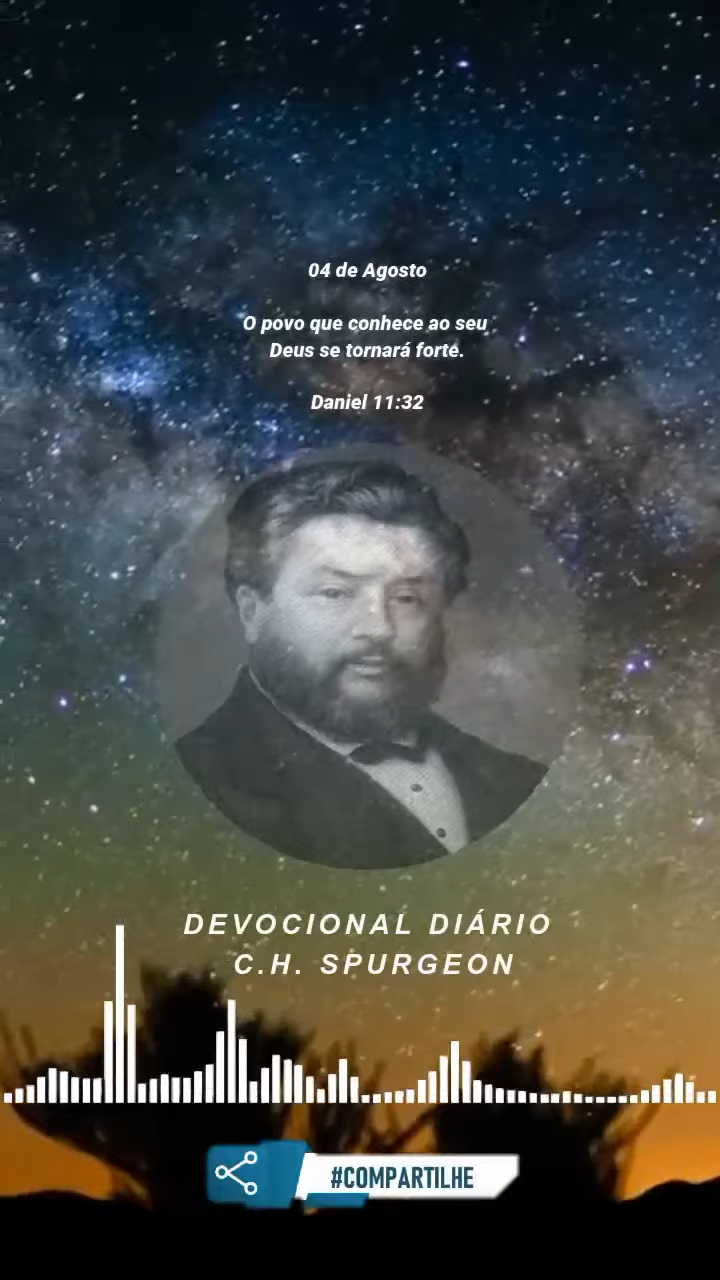 04 de Agosto
O povo que conhece ao seu
Deus se tornará forte.
Daniel 11:32
DEVOCIONAL DIÁRIO
C.H. SPURGEON
#COMPARTILHE